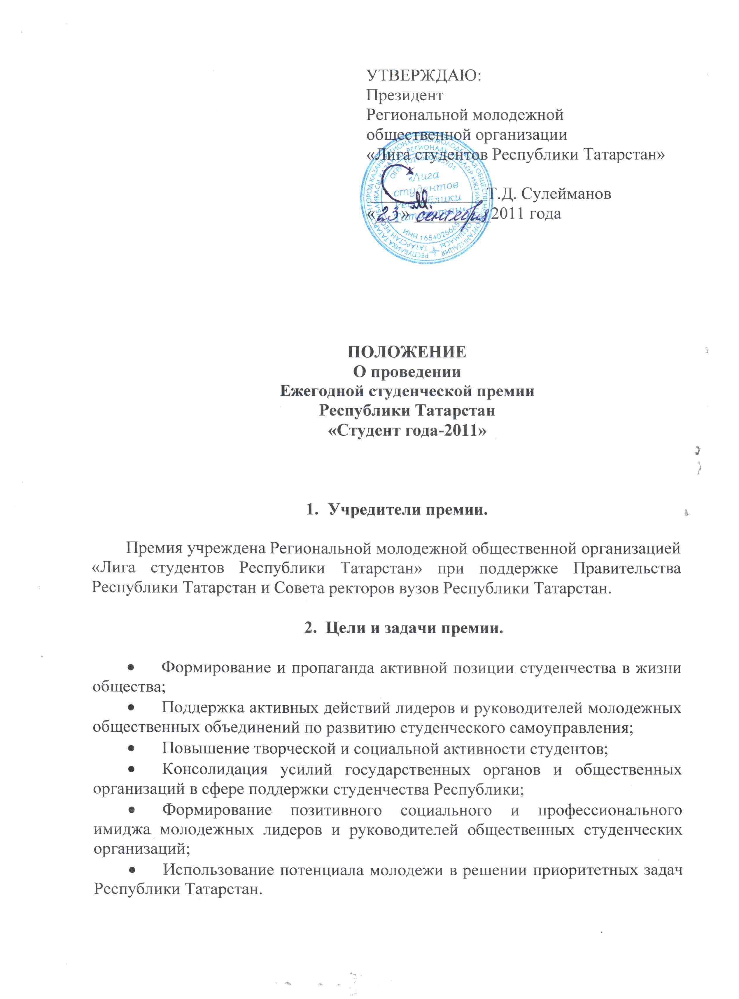 УТВЕРЖДАЮ:
Президент
Региональной молодежной
общественной организации
«Лига студентов Республики Татарстан»
Т.Д. Сулейманов
«23» сентября 2011 года
«Лига
студентов
Республики
Татарстан»
ИНН 1654026665
ПОЛОЖЕНИЕ
О проведении
Ежегодной студенческой премии
Республики Татарстан
«Студент года-2011»
1. Учредители премии.
Премия учреждена Региональной молодежной общественной организацией
«Лига студентов Республики Татарстан» при поддержке Правительства
Республики Татарстан и Совета ректоров вузов Республики Татарстан.
2. Цели и задачи премии.
• Формирование и пропаганда активной позиции студенчества в жизни
общества;
• Поддержка активных действий лидеров и руководителей молодежных
общественных объединений по развитию студенческого самоуправления;
• Повышение творческой и социальной активности студентов;
• Консолидация усилий государственных органов и общественных
организаций в сфере поддержки студенчества Республики;
• Формирование позитивного социального и профессионального
имиджа молодежных лидеров и руководителей общественных студенческих
организаций;
• Использование потенциала молодежи в решении приоритетных задач
Республики Татарстан.